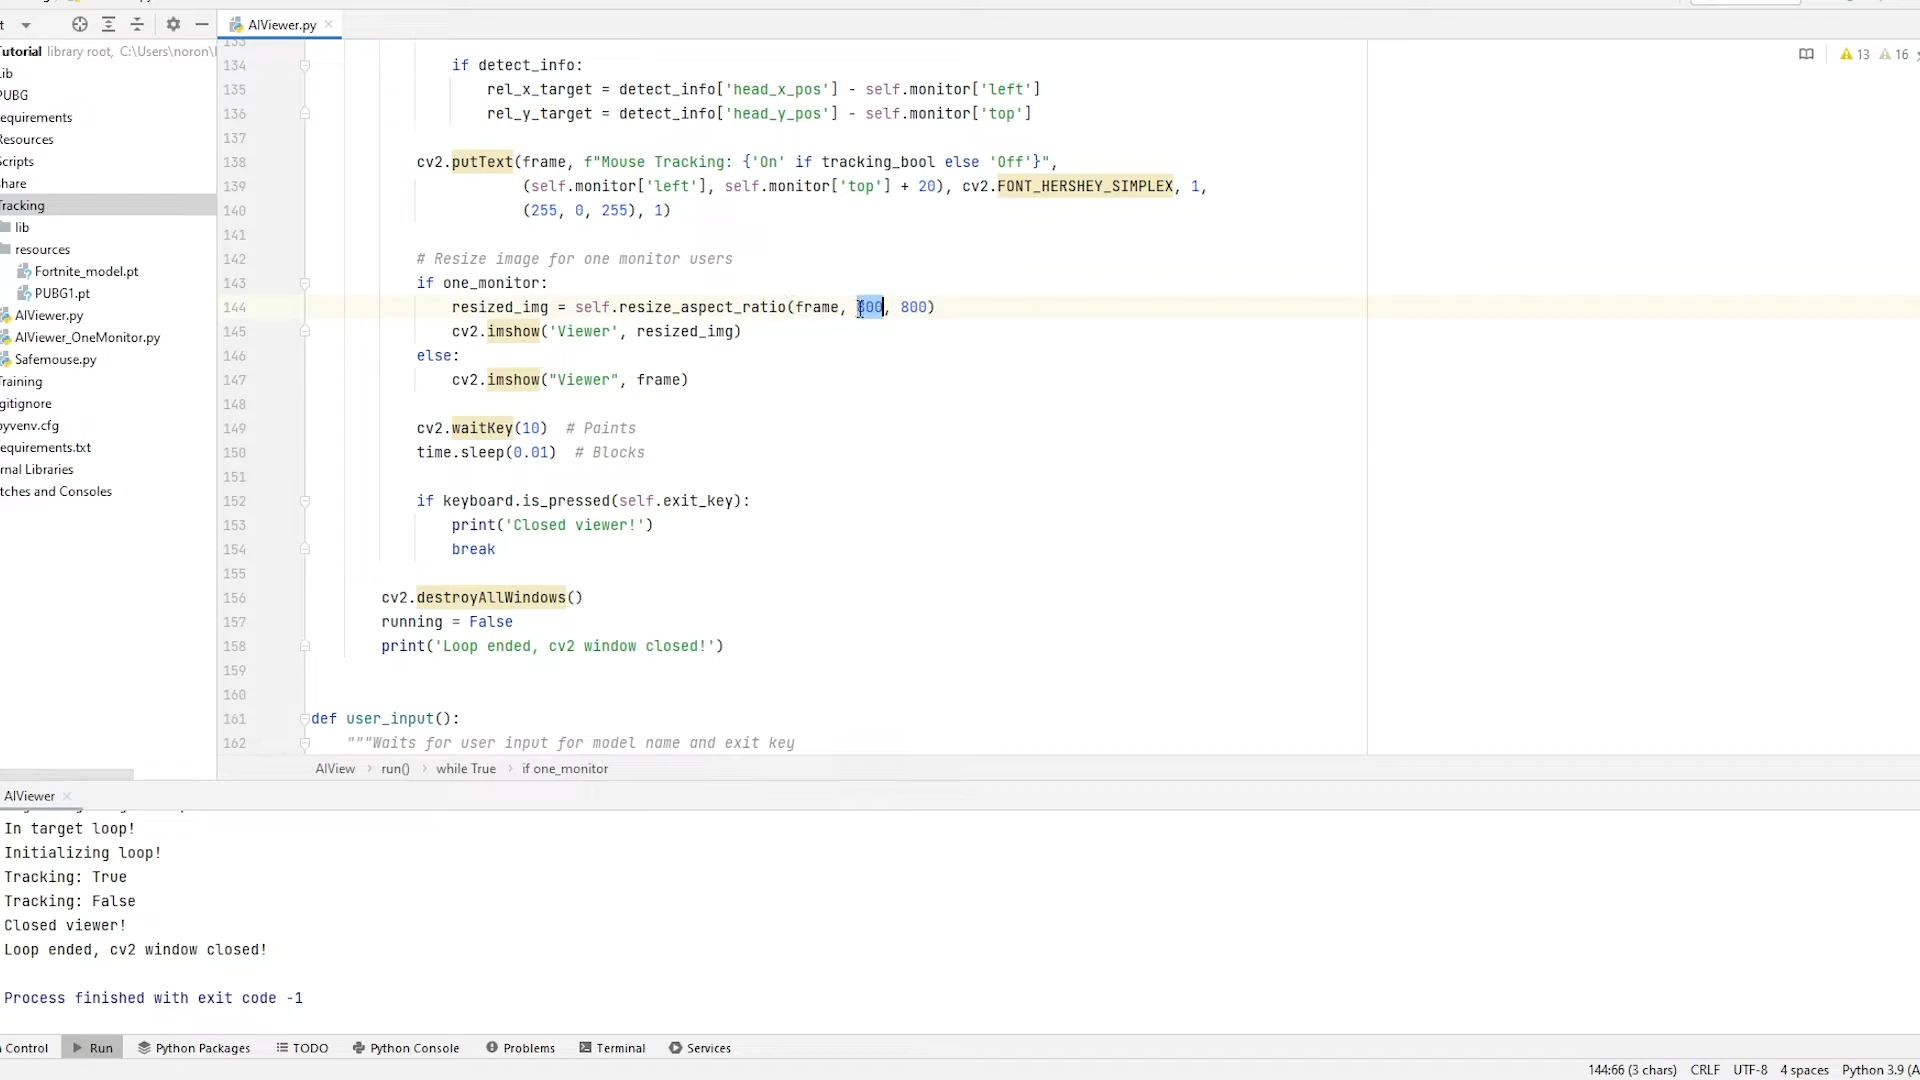 AIViewer.py
Tutorial library root, C:\Users\noron\
133
134 if detect_info:
135 rel_x_target = detect_info['head_x_pos'] - self.monitor['left']
136 rel_y_target = detect_info['head_y_pos'] - self.monitor['top']
137
138 cv2.putText(frame, f"Mouse Tracking: {'On' if tracking_bool else 'Off'}",
139 (self.monitor['left'], self.monitor['top'] + 20), cv2.FONT_HERSHEY_SIMPLEX, 1,
140 (255, 0, 255), 1)
141
142 # Resize image for one monitor users
143 if one_monitor:
144 resized_img = self.resize_aspect_ratio(frame, 800, 800)
145 cv2.imshow('Viewer', resized_img)
146 else:
147 cv2.imshow("Viewer", frame)
148
149 cv2.waitKey(10) # Paints
150 time.sleep(0.01) # Blocks
151
152 if keyboard.is_pressed(self.exit_key):
153 print('Closed viewer!')
154 break
155
156 cv2.destroyAllWindows()
157 running = False
158 print('Loop ended, cv2 window closed!')
159
160
161 def user_input():
162 """Waits for user input for model name and exit key
13 16
ib
PUBG
equirements
Resources
Scripts
hare
Tracking
lib
resources
Fortnite_model.pt
PUBG1.pt
AIViewer.py
AIViewer_OneMonitor.py
Safemouse.py
Training
gitignore
pyvenv.cfg
equirements.txt
rnal Libraries
tches and Consoles
AIView > run() > while True > if one_monitor
AIViewer
In target loop!
Initializing loop!
Tracking: True
Tracking: False
Closed viewer!
Loop ended, cv2 window closed!
Process finished with exit code -1
Control Run Python Packages TODO Python Console Problems Terminal Services
144:66 (3 chars) CRLF UTF-8 4 spaces Python 3.9 (A